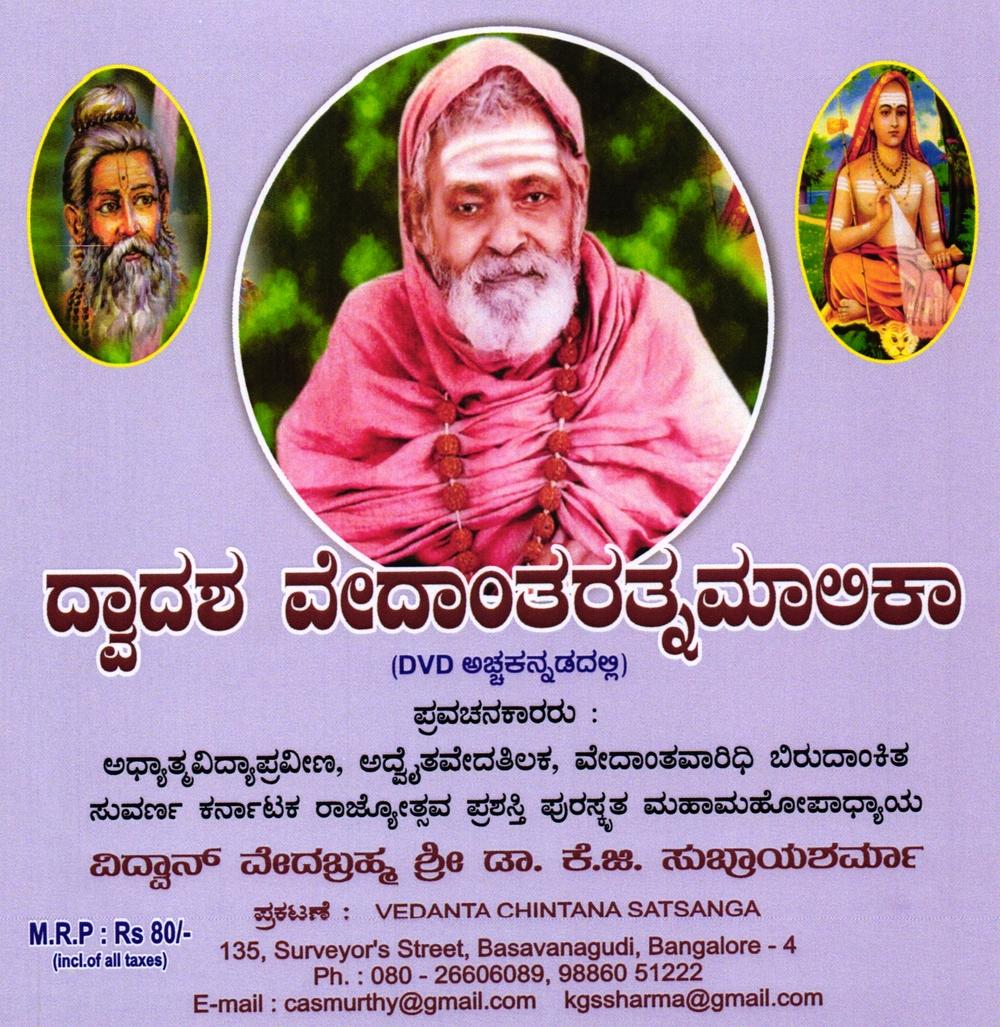 ದ್ವಾದಶ ವೇದಾಂತರತ್ನಮಾಲಿಕಾ
(DVD ಅಚ್ಚಕನ್ನಡದಲ್ಲಿ)
ಪ್ರವಚನಕಾರರು :
ಅಧ್ಯಾತ್ಮವಿದ್ಯಾಪ್ರವೀಣ, ಅದ್ವೈತವೇದತಿಲಕ, ವೇದಾಂತವಾರಿಧಿ ಬಿರುದಾಂಕಿತ
ಸುವರ್ಣ ಕರ್ನಾಟಕ ರಾಜ್ಯೋತ್ಸವ ಪ್ರಶಸ್ತಿ ಪುರಸ್ಕೃತ ಮಹಾಮಹೋಪಾಧ್ಯಾಯ
ವಿದ್ವಾನ್ ವೇದಬ್ರಹ್ಮ ಶ್ರೀ ಡಾ. ಕೆ.ಜಿ. ಸುಬ್ರಾಯಶರ್ಮಾ
ಪ್ರಕಟಣೆ : VEDANTA CHINTANA SATSANGA
M.R.P : Rs 80/-
(incl.of all taxes)
135, Surveyor's Street, Basavanagudi, Bangalore - 4
Ph. : 080 - 26606089, 98860 51222
E-mail : casmurthy@gmail.com kgssharma@gmail.com